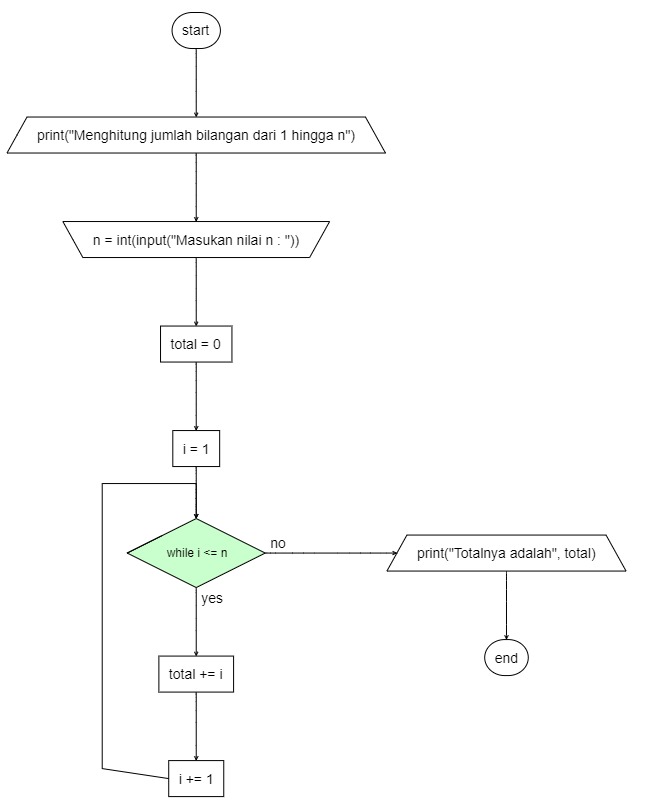 start
print("Menghitung jumlah bilangan dari 1 hingga n")
n = int(input("Masukan nilai n : "))
total = 0
i = 1
while i <= n
no
print("Totalnya adalah", total)
yes
end
total += i
i += 1